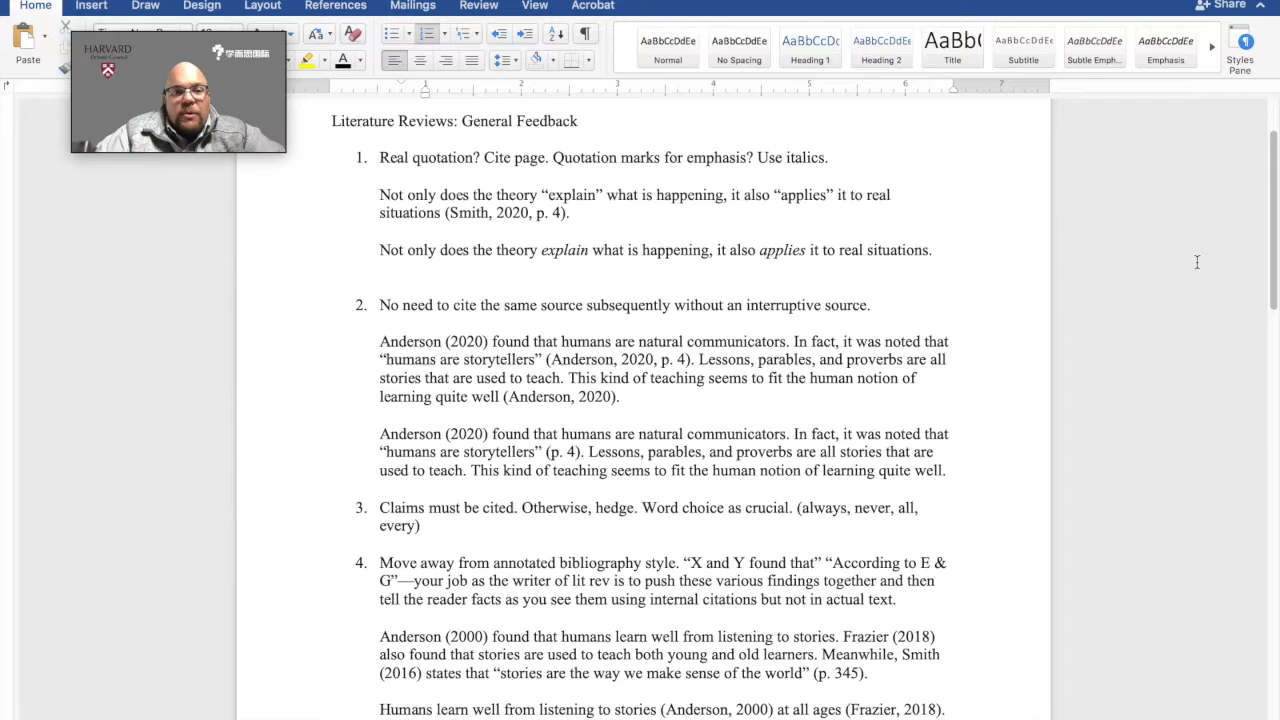 Home Insert Draw Design Layout References Mailings Review View Acrobat Share
Paste
AaBbCcDdEe AaBbCcDdEe AaBbCcDc AaBbCcDdEe AaBb( AaBbCcDdEe AaBbCcDdEe AaBbCcDdEe
Normal No Spacing Heading 1 Heading 2 Title Subtitle Subtle Emph... Emphasis
Styles
Pane
HARVARD
Debate Council
学而思国际
1 2 3 4 5 6 7
Literature Reviews: General Feedback
1. Real quotation? Cite page. Quotation marks for emphasis? Use italics.
Not only does the theory “explain” what is happening, it also “applies” it to real
situations (Smith, 2020, p. 4).
Not only does the theory explain what is happening, it also applies it to real situations.
2. No need to cite the same source subsequently without an interruptive source.
Anderson (2020) found that humans are natural communicators. In fact, it was noted that
“humans are storytellers” (Anderson, 2020, p. 4). Lessons, parables, and proverbs are all
stories that are used to teach. This kind of teaching seems to fit the human notion of
learning quite well (Anderson, 2020).
Anderson (2020) found that humans are natural communicators. In fact, it was noted that
“humans are storytellers” (p. 4). Lessons, parables, and proverbs are all stories that are
used to teach. This kind of teaching seems to fit the human notion of learning quite well.
3. Claims must be cited. Otherwise, hedge. Word choice as crucial. (always, never, all,
every)
4. Move away from annotated bibliography style. “X and Y found that” “According to E &
G”—your job as the writer of lit rev is to push these various findings together and then
tell the reader facts as you see them using internal citations but not in actual text.
Anderson (2000) found that humans learn well from listening to stories. Frazier (2018)
also found that stories are used to teach both young and old learners. Meanwhile, Smith
(2016) states that “stories are the way we make sense of the world” (p. 345).
Humans learn well from listening to stories (Anderson, 2000) at all ages (Frazier, 2018).